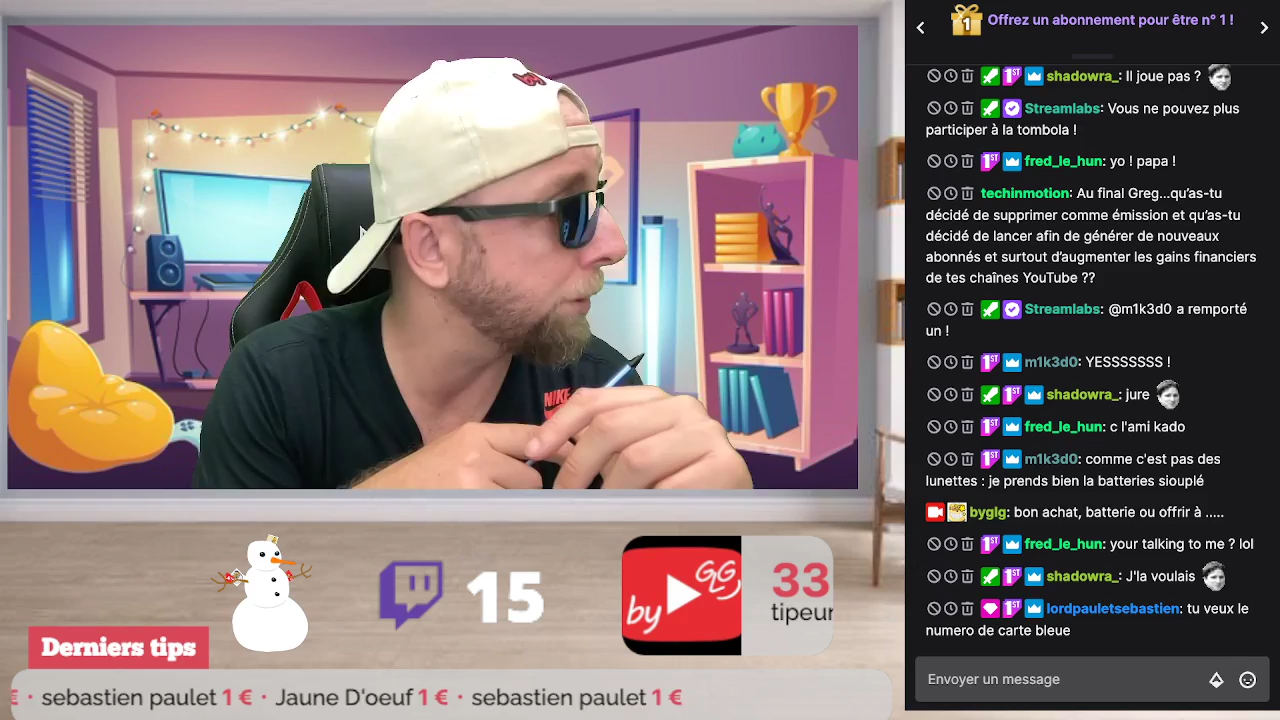 Offrez un abonnement pour être n° 1 !
1
shadowra_: Il joue pas ?
Streamlabs: Vous ne pouvez plus
participer à la tombola !
fred_le_hun: yo ! papa !
techinmotion: Au final Greg...qu'as-tu
décidé de supprimer comme émission et qu'as-tu
décidé de lancer afin de générer de nouveaux
abonnés et surtout d'augmenter les gains financiers
de tes chaînes YouTube ??
Streamlabs: @m1k3d0 a remporté
un !
m1k3d0: YESSSSSSS !
shadowra_: jure
fred_le_hun: c l'ami kado
m1k3d0: comme c'est pas des
lunettes : je prends bien la batteries siouplé
byglg: bon achat, batterie ou offrir à .....
fred_le_hun: your talking to me ? lol
shadowra_: J'la voulais
lordpauletsebastien: tu veux le
numero de carte bleue
Envoyer un message
NIKE
15
by GLG
33
tipeur
Derniers tips
€ · sebastien paulet 1 € · Jaune D'oeuf 1 € · sebastien paulet 1 €